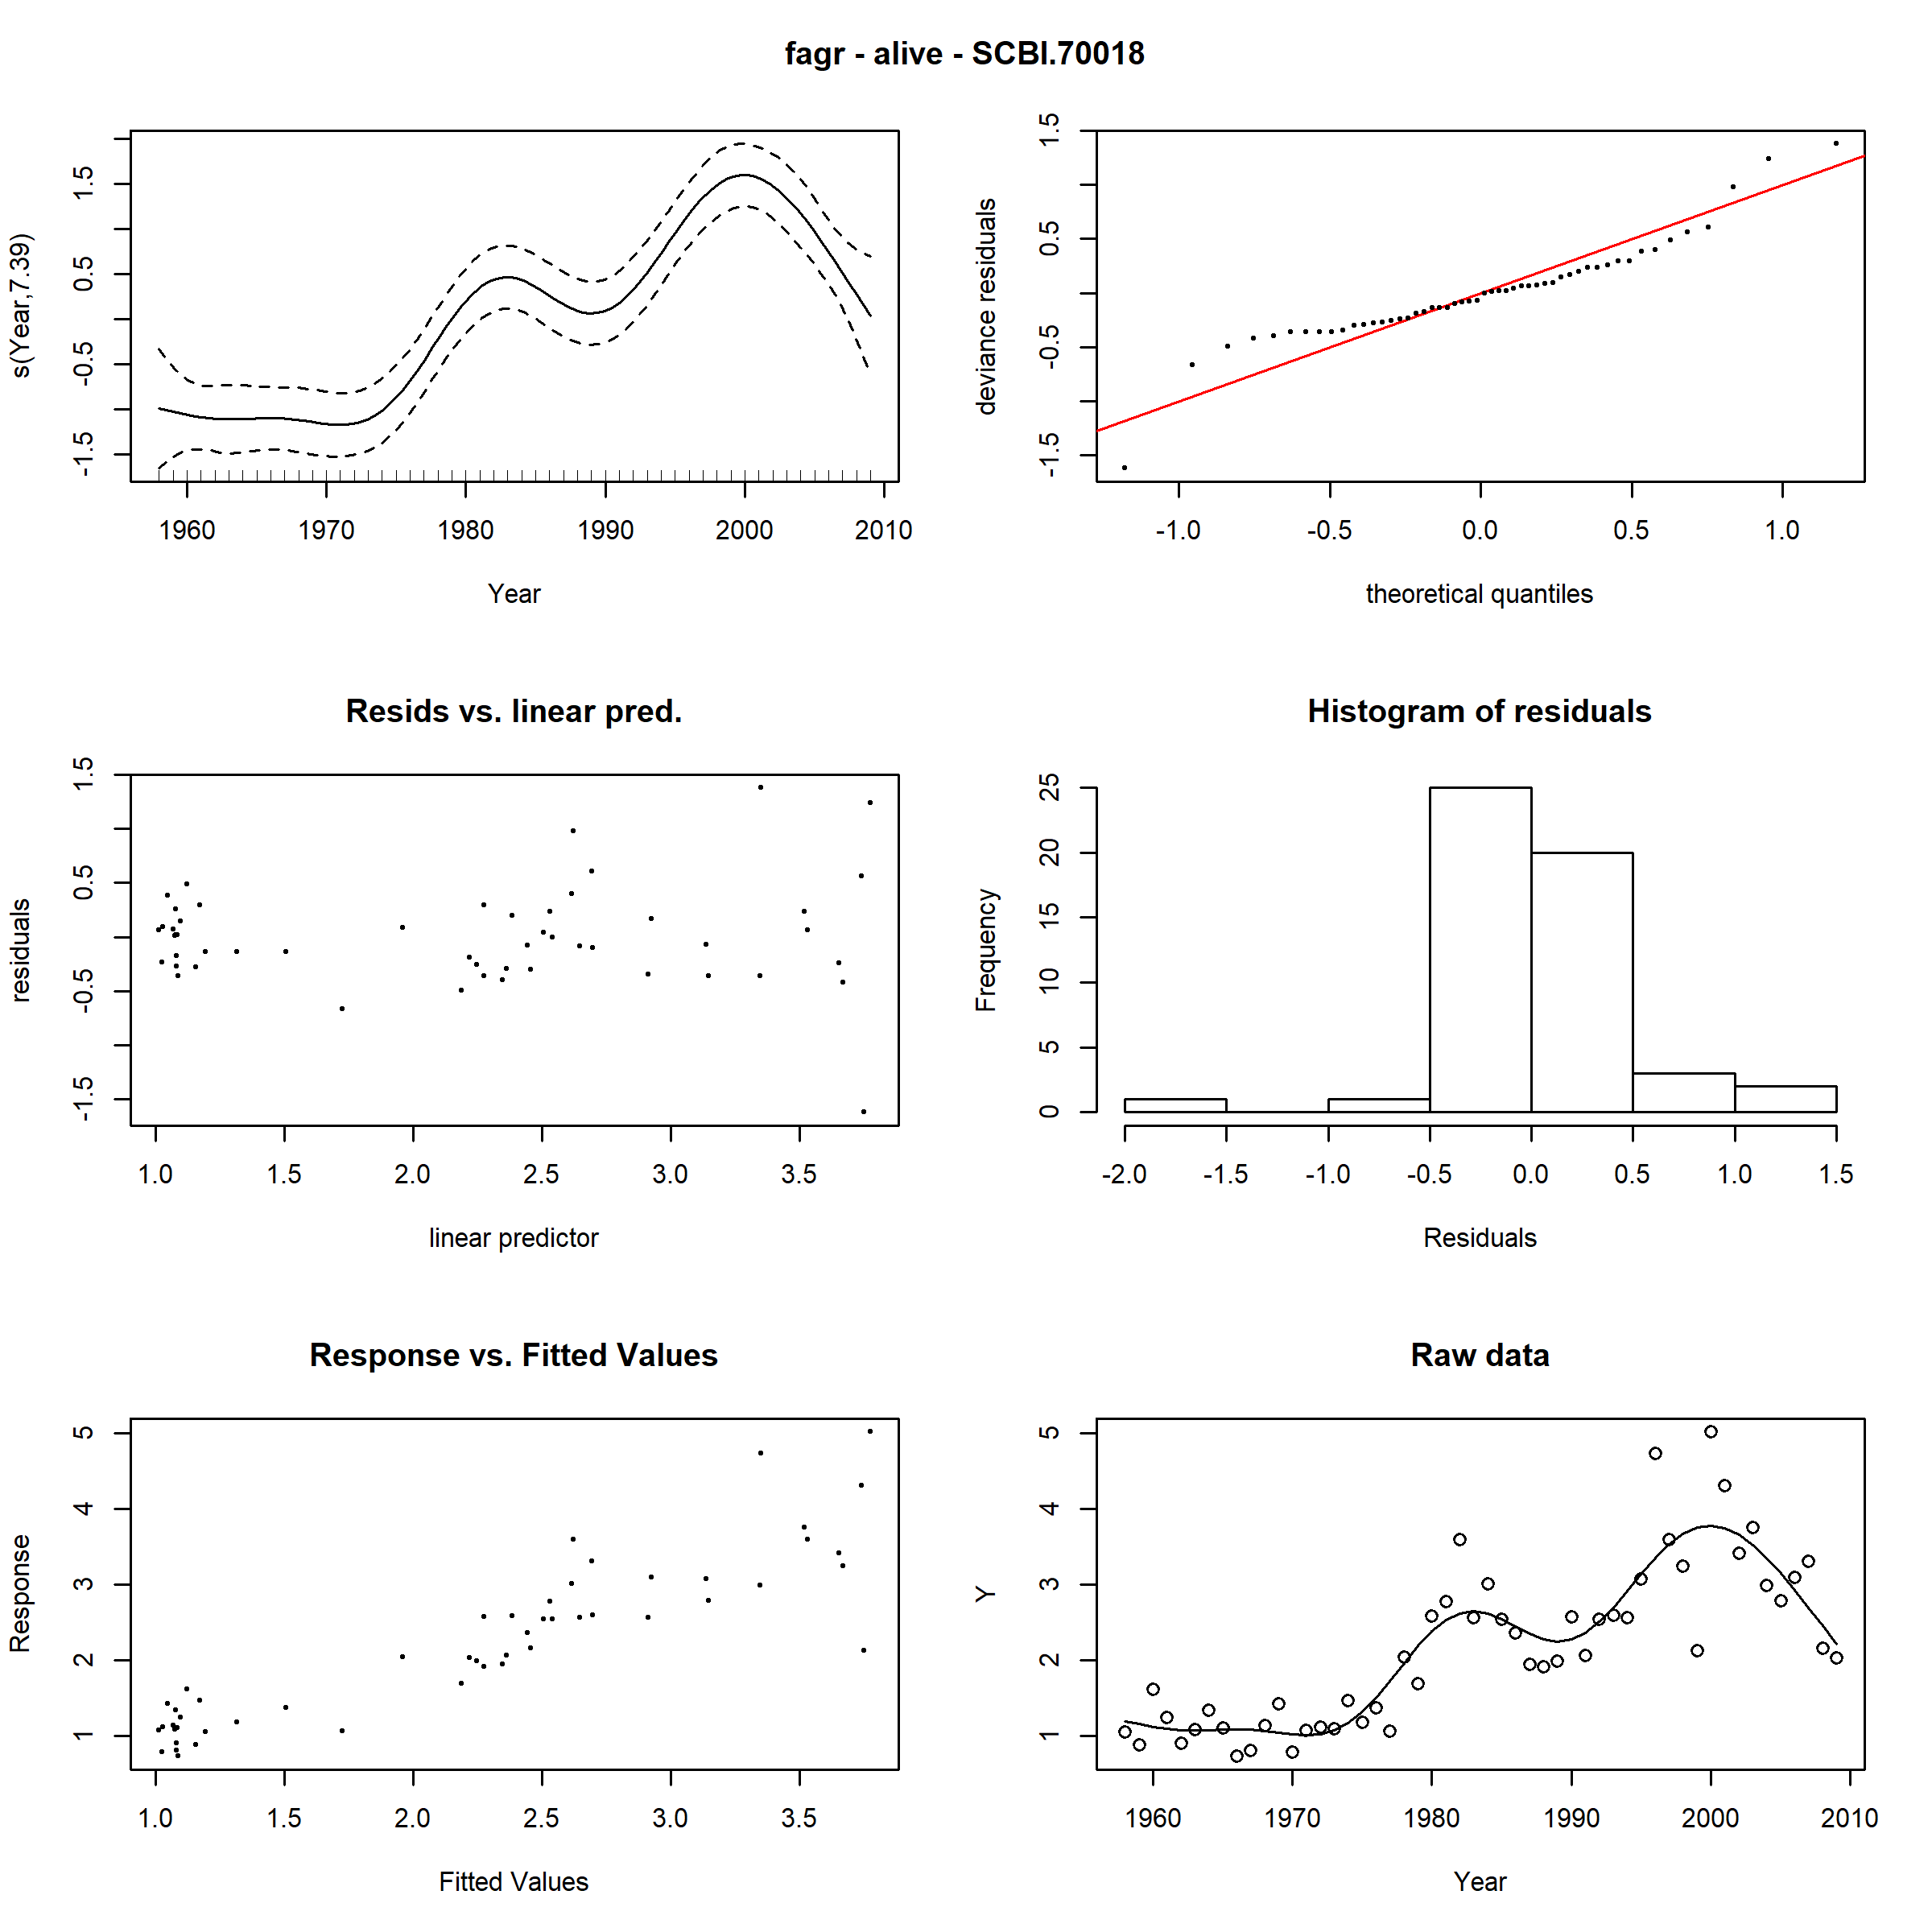 fagr - alive - SCBI.70018
s(Year,7.39)
1.5
0.5
-0.5
-1.5
1960 1970 1980 1990 2000 2010
Year
deviance residuals
1.5
0.5
-0.5
-1.5
-1.0 -0.5 0.0 0.5 1.0
theoretical quantiles
Resids vs. linear pred.
residuals
1.5
0.5
-0.5
-1.5
1.0 1.5 2.0 2.5 3.0 3.5
linear predictor
Histogram of residuals
Frequency
25
20
15
10
5
0
-2.0 -1.5 -1.0 -0.5 0.0 0.5 1.0 1.5
Residuals
Response vs. Fitted Values
Response
5
4
3
2
1
1.0 1.5 2.0 2.5 3.0 3.5
Fitted Values
Raw data
Y
5
4
3
2
1
1960 1970 1980 1990 2000 2010
Year